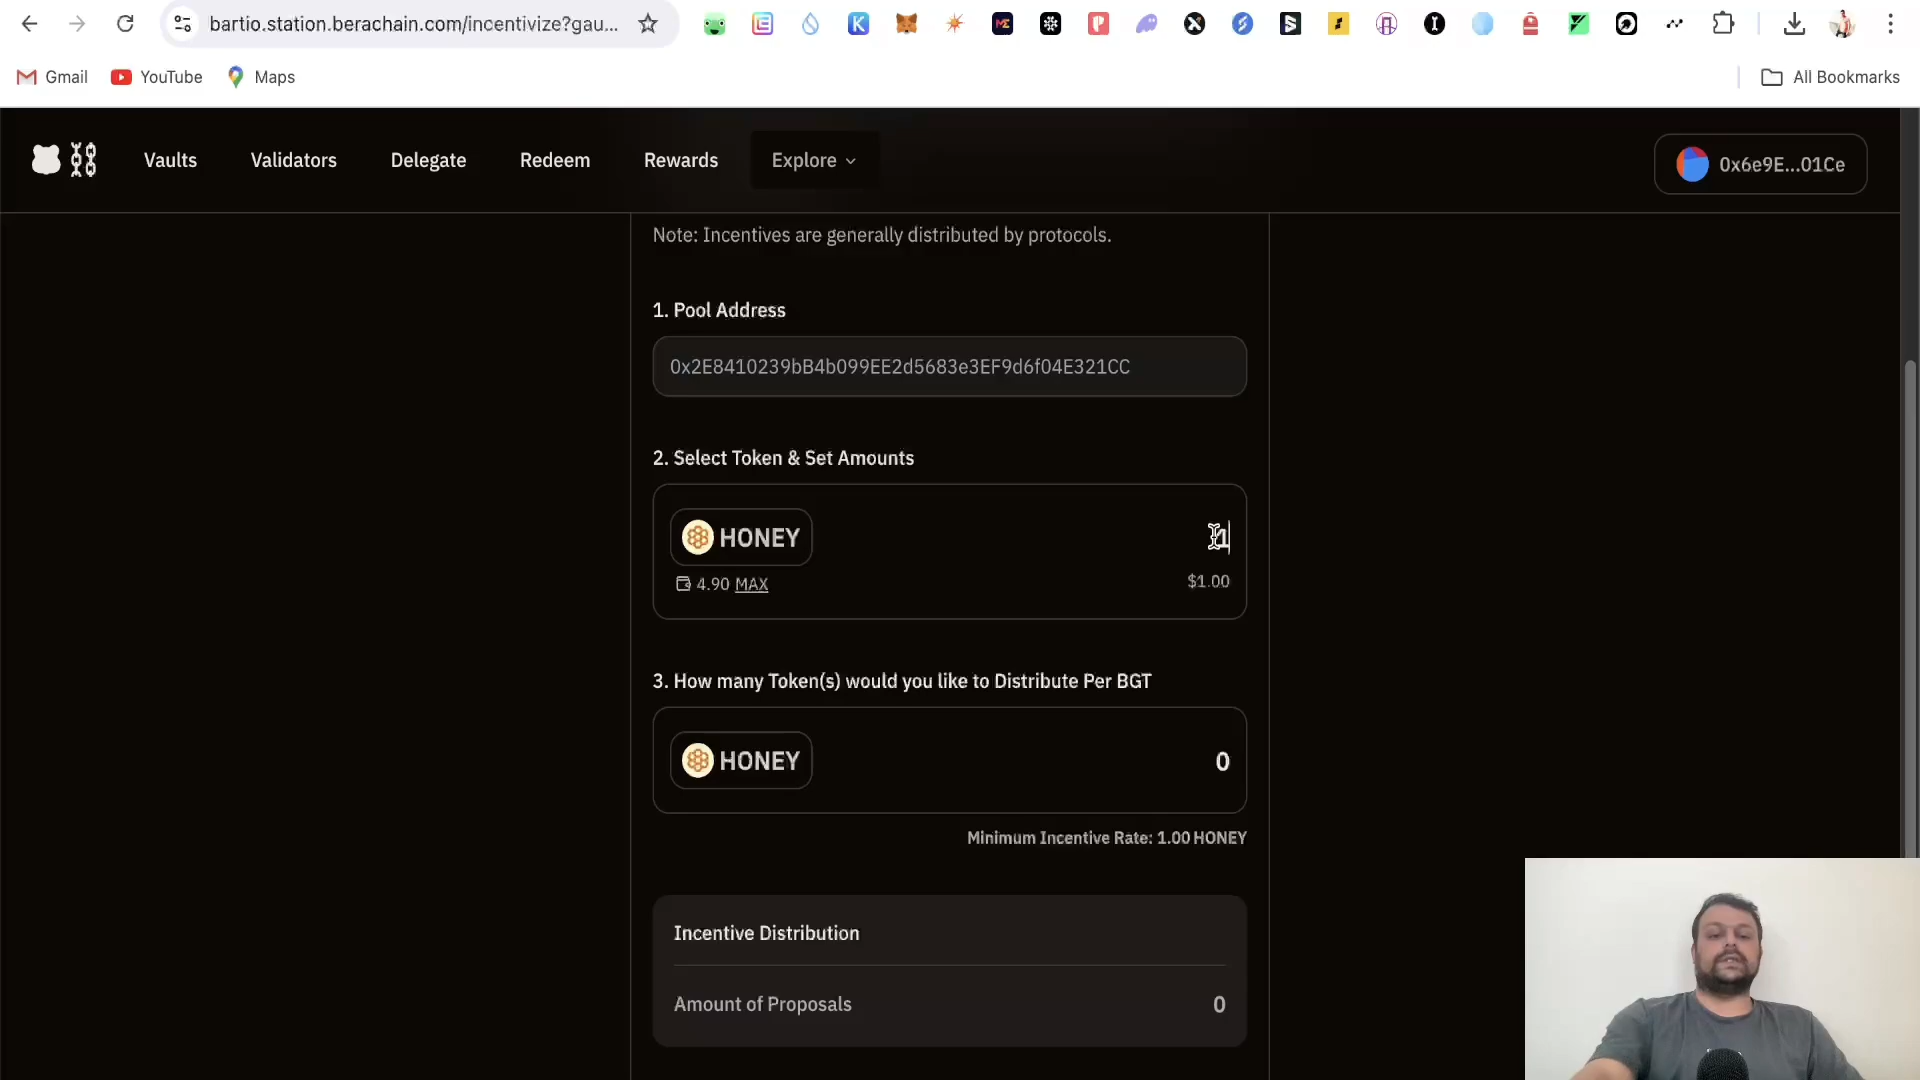 bartio.station.berachain.com/incentivize?gau...
Gmail
YouTube
Maps
All Bookmarks
Vaults
Validators
Delegate
Redeem
Rewards
Explore
0x6e9E...01Ce
Note: Incentives are generally distributed by protocols.
1. Pool Address
0x2E8410239bB4b099EE2d5683e3EF9d6f04E321CC
2. Select Token & Set Amounts
HONEY
1
4.90 MAX
$1.00
3. How many Token(s) would you like to Distribute Per BGT
HONEY
0
Minimum Incentive Rate: 1.00 HONEY
Incentive Distribution
Amount of Proposals
0